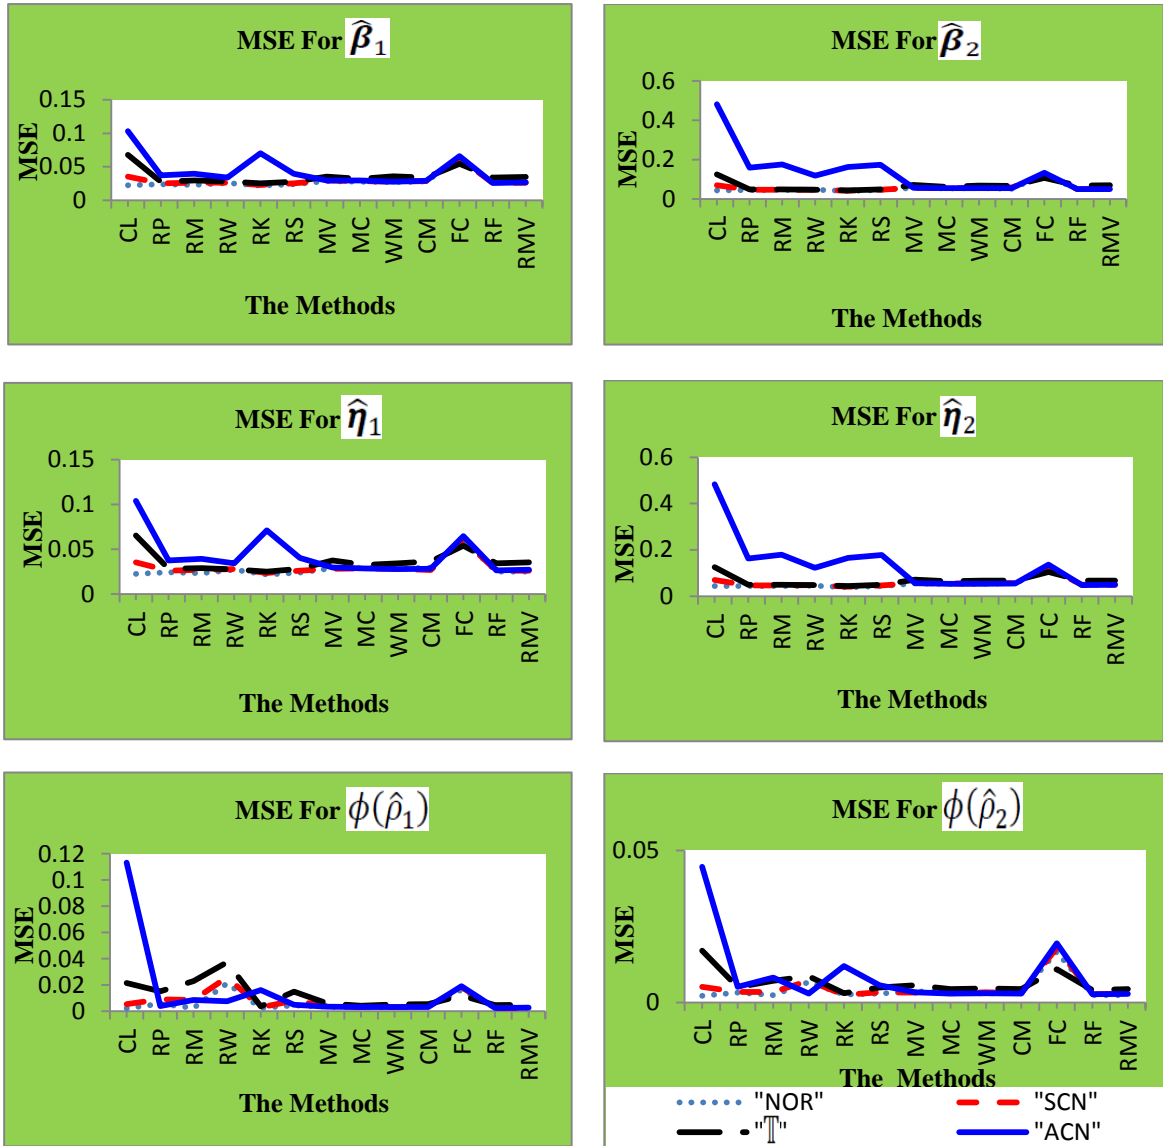 MSE For β̂₁
0.15
0.1
0.05
0
MSE
CL RP RM RW RK RS MV MC WM CM FC RF RMV
The Methods
MSE For β̂₂
0.6
0.4
0.2
0
MSE
CL RP RM RW RK RS MV MC WM CM FC RF RMV
The Methods
MSE For η̂₁
0.15
0.1
0.05
0
MSE
CL RP RM RW RK RS MV MC WM CM FC RF RMV
The Methods
MSE For η̂₂
0.6
0.4
0.2
0
MSE
CL RP RM RW RK RS MV MC WM CM FC RF RMV
The Methods
MSE For ϕ(ρ̂₁)
0.12
0.1
0.08
0.06
0.04
0.02
0
MSE
CL RP RM RW RK RS MV MC WM CM FC RF RMV
The Methods
MSE For ϕ(ρ̂₂)
0.05
0
MSE
CL RP RM RW RK RS MV MC WM CM FC RF RMV
The Methods
"NOR" "SCN"
"T" "ACN"